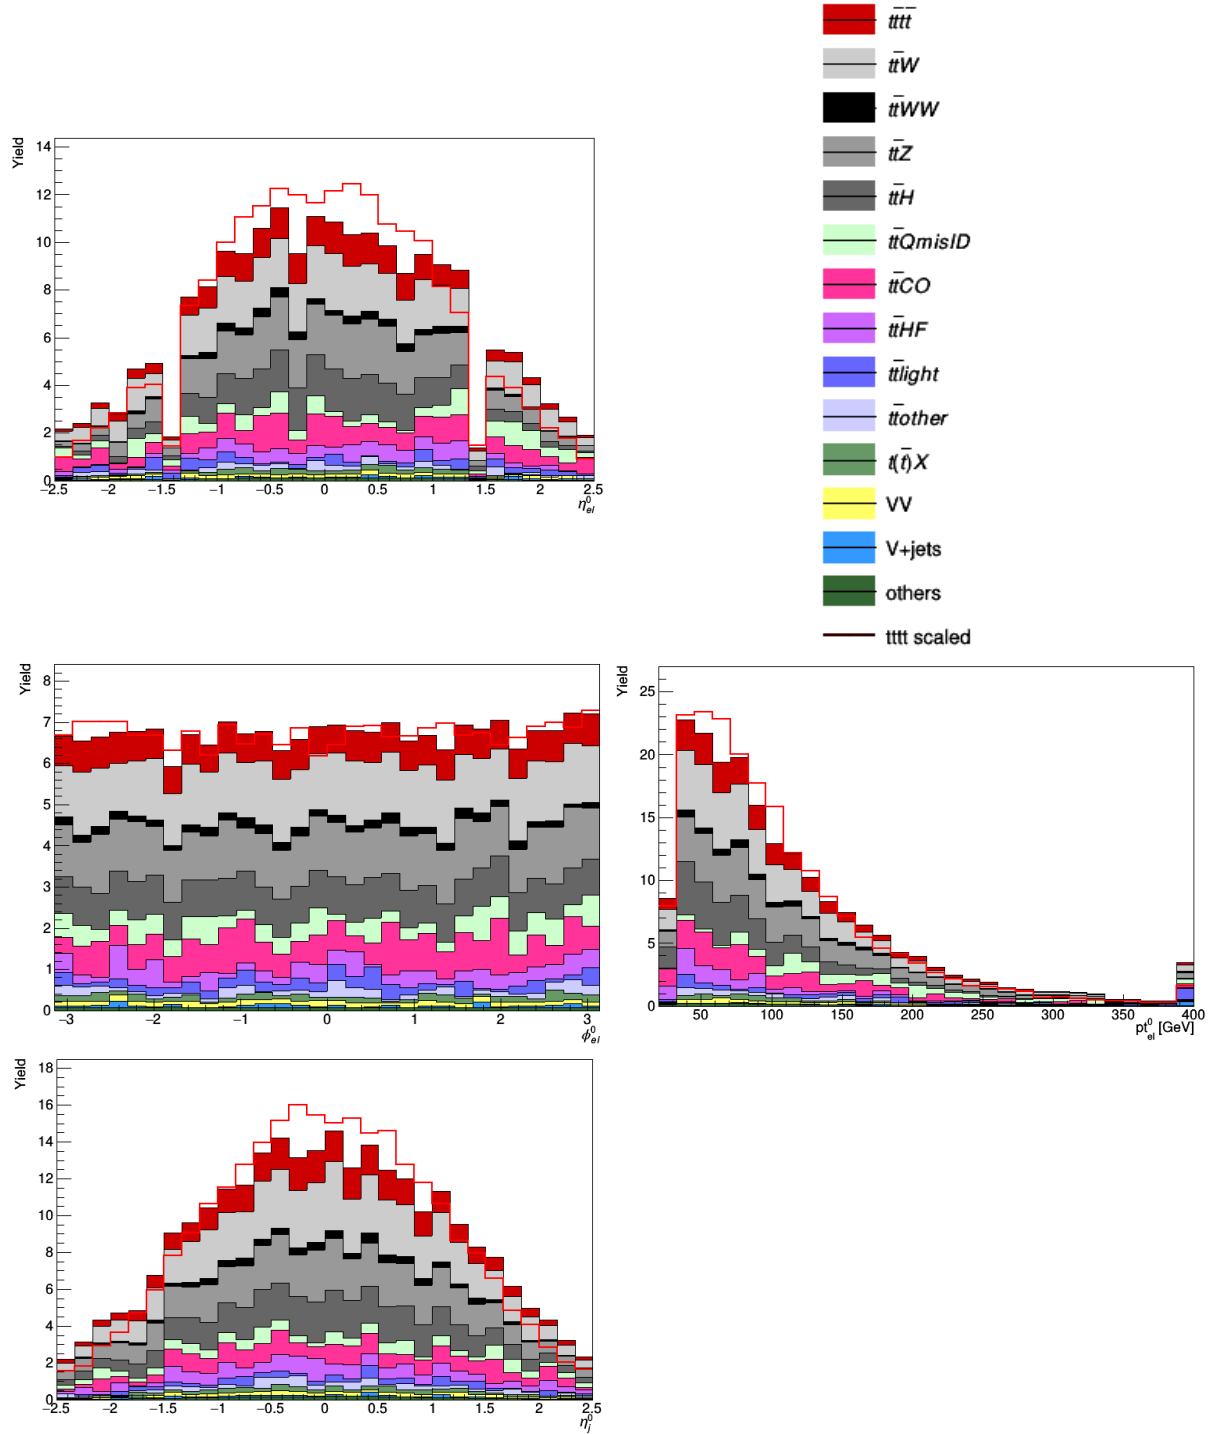 tt̄tt̄
tt̄W
tt̄WW
tt̄Z
tt̄H
tt̄QmisID
tt̄CO
tt̄HF
tt̄light
tt̄other
t(t̄)X
VV
V+jets
others
tttt scaled
Yield
14
12
10
8
6
4
2
0
−2.5 −2 −1.5 −1 −0.5 0 0.5 1 1.5 2 2.5
η⁰el
Yield
8
7
6
5
4
3
2
1
0
−3 −2 −1 0 1 2 3
ϕ⁰el
Yield
25
20
15
10
5
0
50 100 150 200 250 300 350 400
pt⁰el [GeV]
Yield
18
16
14
12
10
8
6
4
2
0
−2.5 −2 −1.5 −1 −0.5 0 0.5 1 1.5 2 2.5
η⁰j